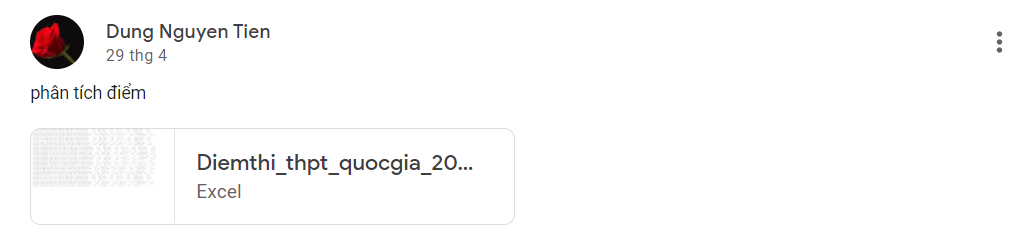 Dung Nguyen Tien
29 thg 4
phân tích điểm
Diemthi_thpt_quocgia_20...
Excel